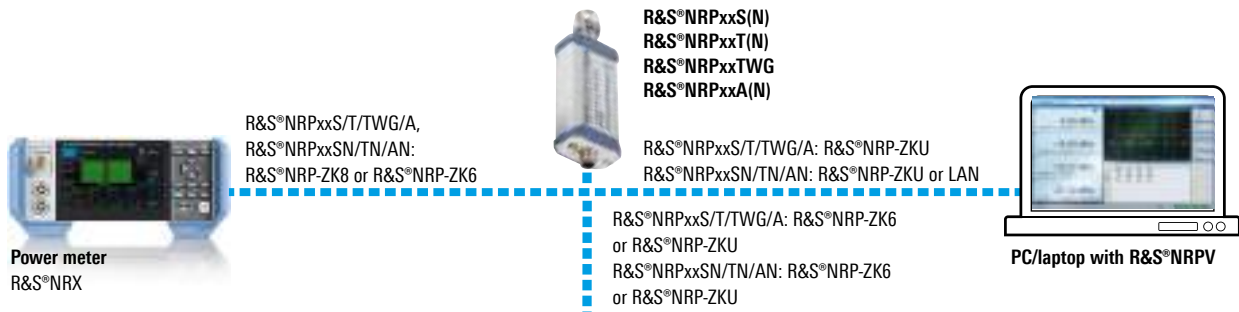 R&S®NRPxxS(N)
R&S®NRPxxT(N)
R&S®NRPxxTWG
R&S®NRPxxA(N)
R&S®NRPxxS/T/TWG/A,
R&S®NRPxxSN/TN/AN:
R&S®NRP-ZK8 or R&S®NRP-ZK6
R&S®NRPxxS/T/TWG/A: R&S®NRP-ZKU
R&S®NRPxxSN/TN/AN: R&S®NRP-ZKU or LAN
R&S®NRPxxS/T/TWG/A: R&S®NRP-ZK6
or R&S®NRP-ZKU
R&S®NRPxxSN/TN/AN: R&S®NRP-ZK6
or R&S®NRP-ZKU
Power meter
R&S®NRX
PC/laptop with R&S®NRPV